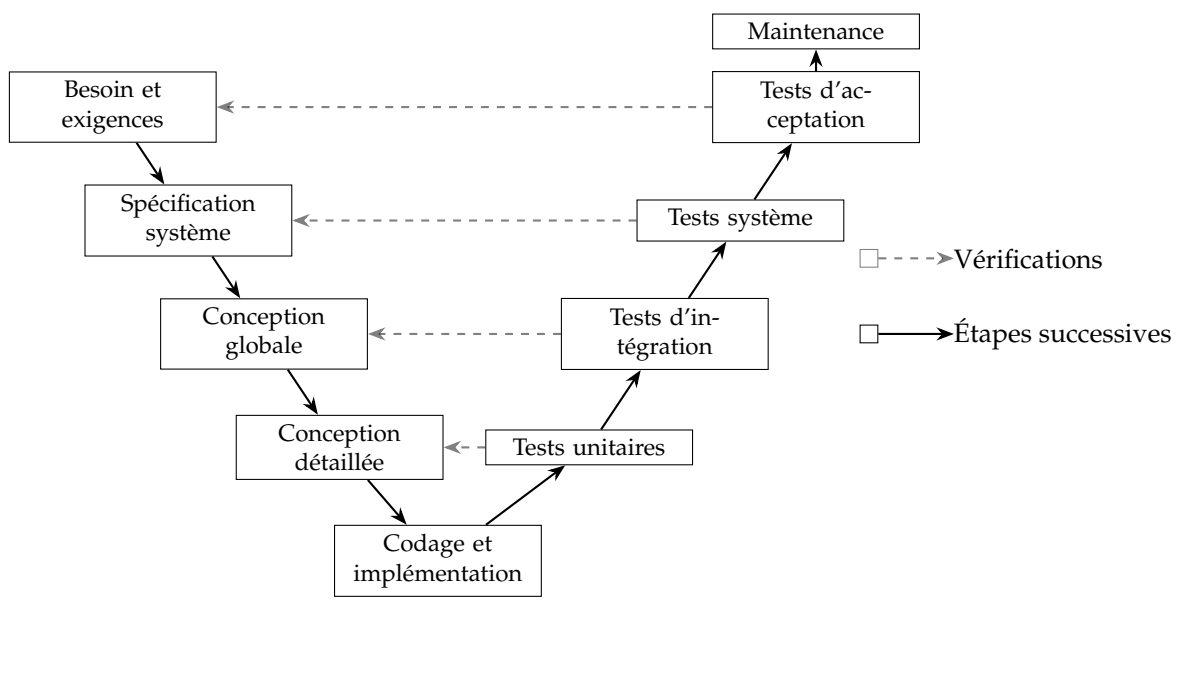 Maintenance
Besoin et
exigences
Tests d'ac-
ceptation
Spécification
système
Tests système
Vérifications
Conception
globale
Tests d'in-
tégration
Étapes successives
Conception
détaillée
Tests unitaires
Codage et
implémentation